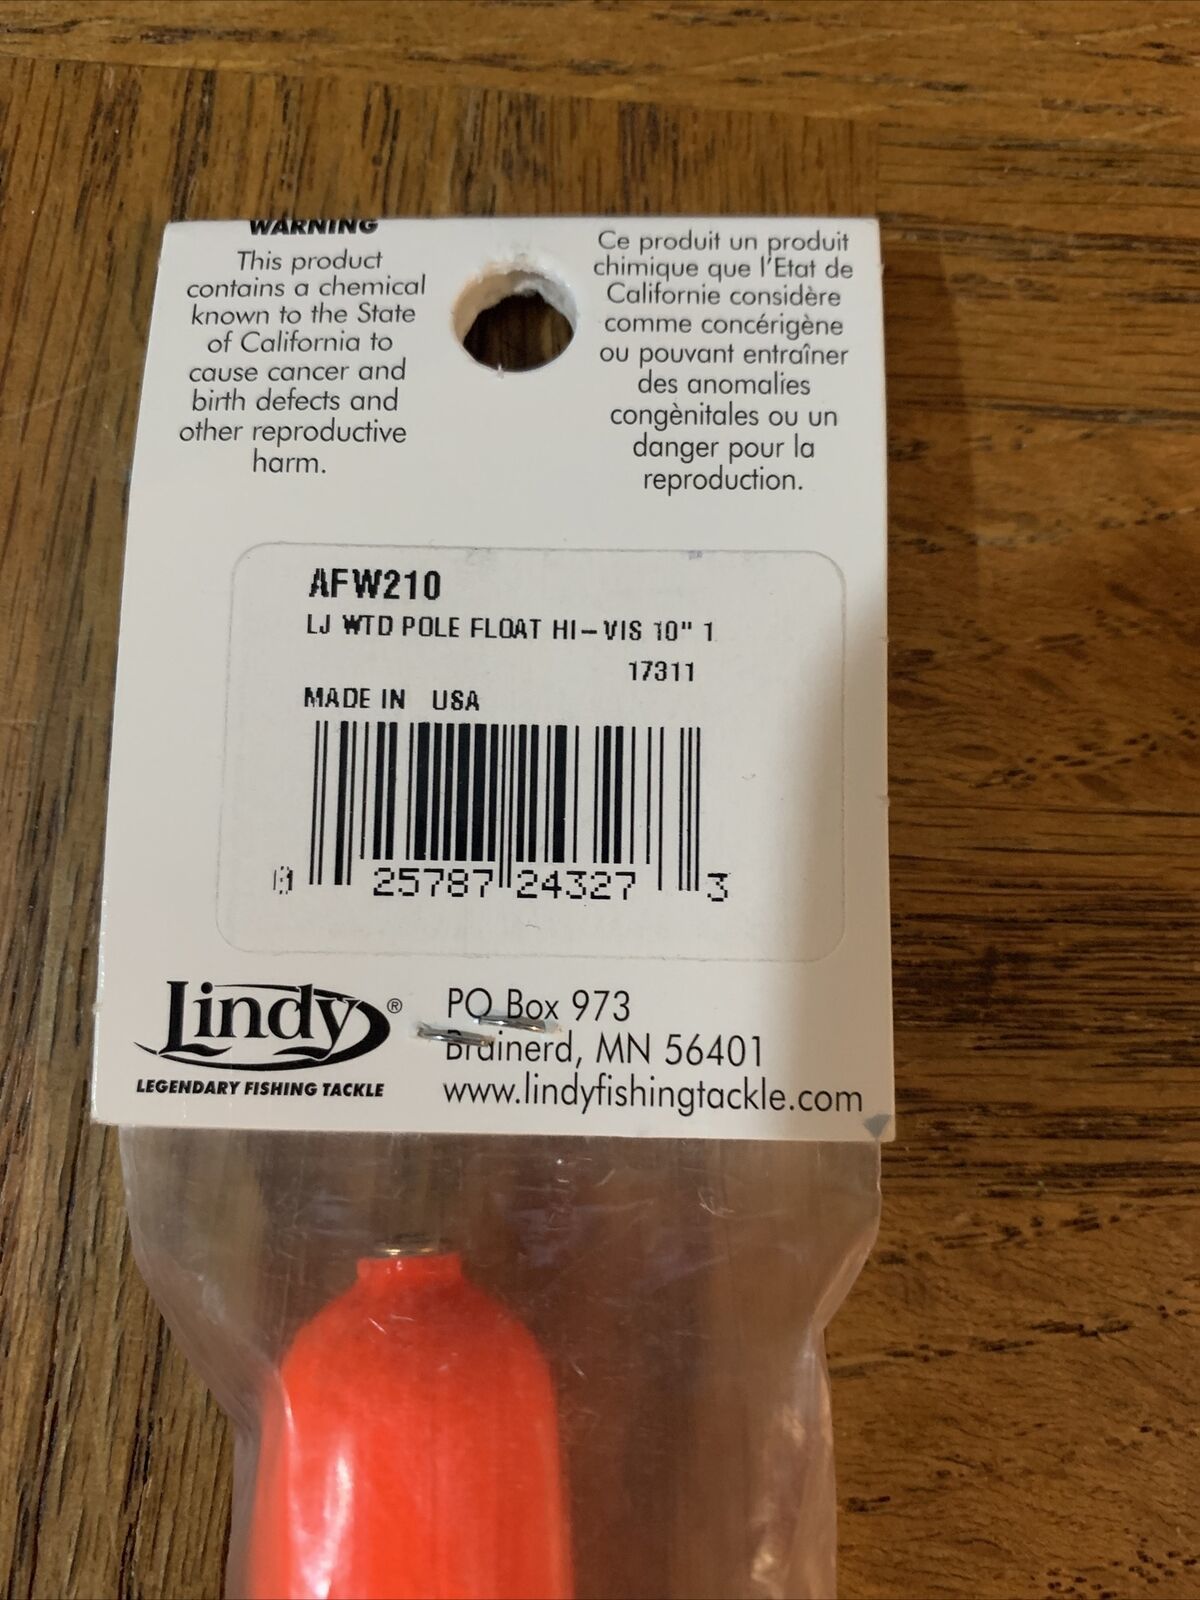 WARNING
This product
contains a chemical
known to the State
of California to
cause cancer and
birth defects and
other reproductive
harm.
Ce produit un produit
chimique que l'Etat de
Californie considère
comme concérigène
ou pouvant entraîner
des anomalies
congènitales ou un
danger pour la
reproduction.
AFW210
LJ WTD POLE FLOAT HI-VIS 10" 1
17311
MADE IN USA
25787 24327 3
Lindy®
LEGENDARY FISHING TACKLE
PO Box 973
Brainerd, MN 56401
www.lindyfishingtackle.com